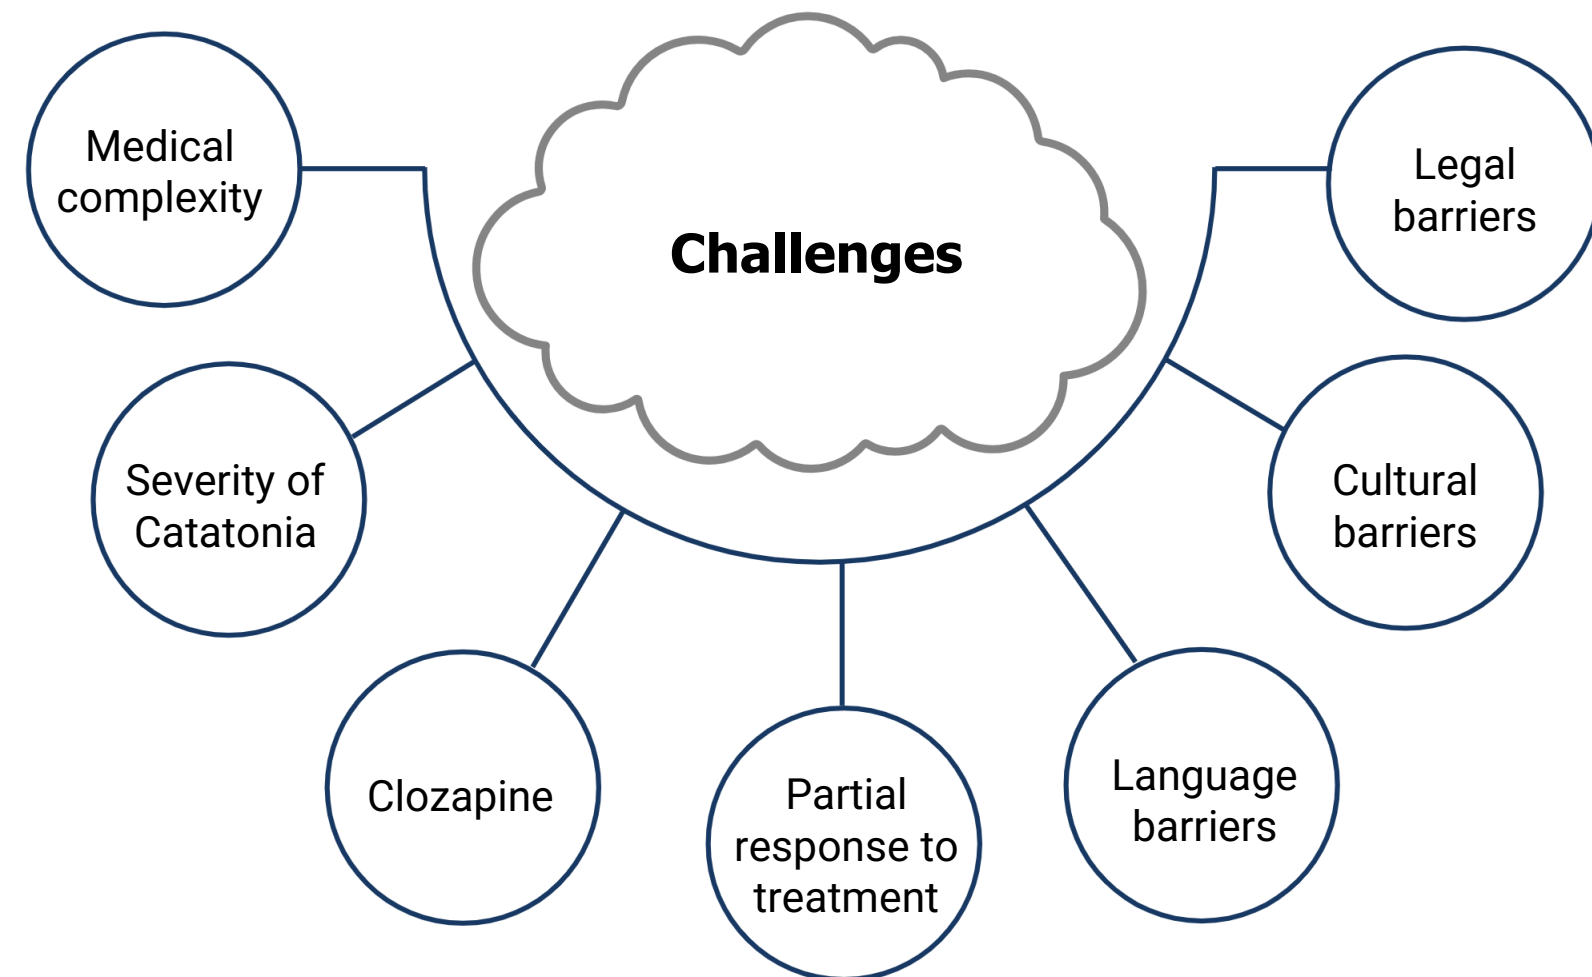 Challenges
Medical
complexity
Severity of
Catatonia
Clozapine
Partial
response to
treatment
Language
barriers
Cultural
barriers
Legal
barriers